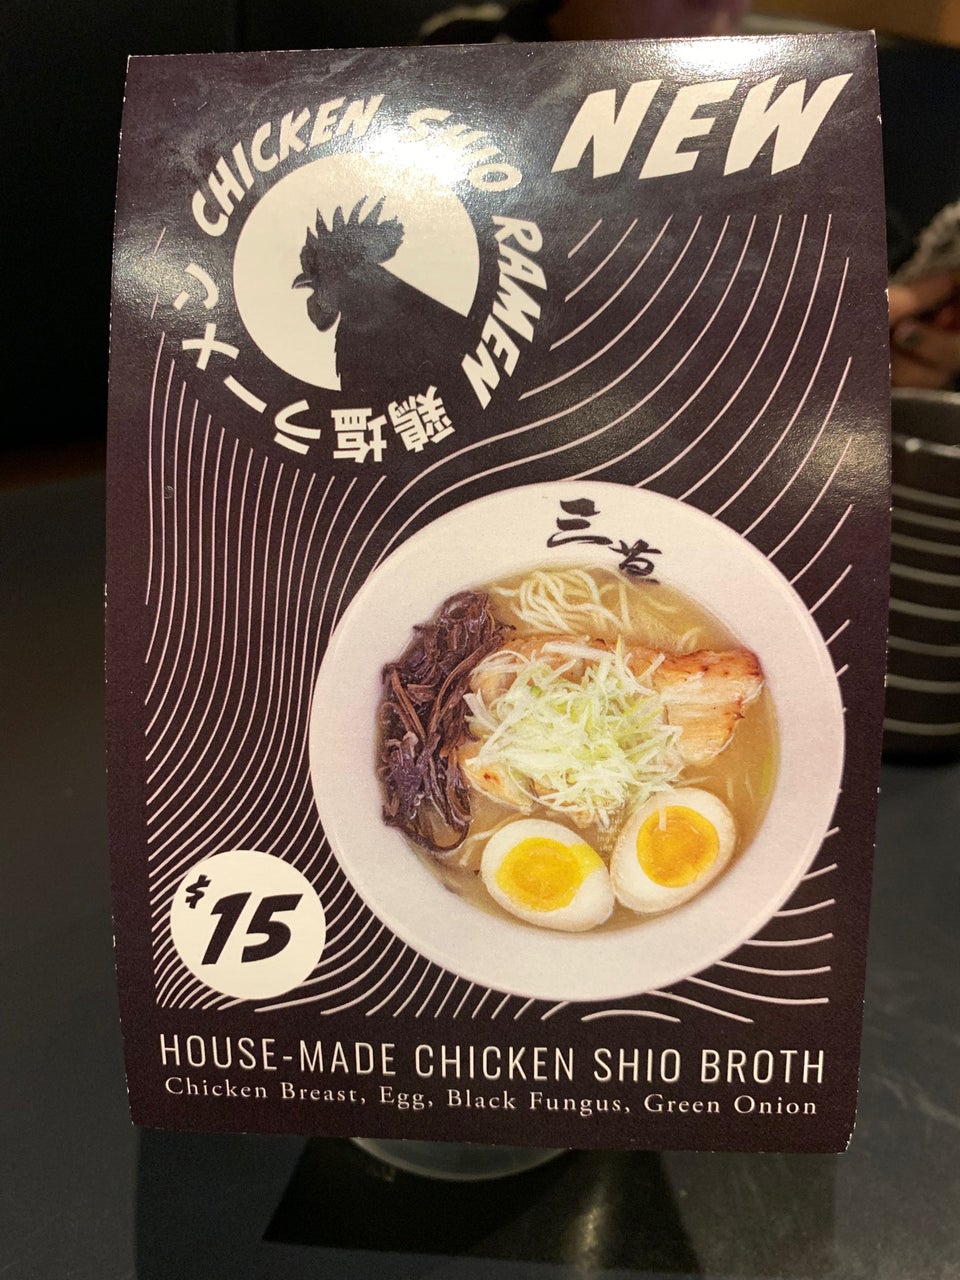 CHICKEN SHIO RAMEN
鶏塩ラーメン
NEW
$15
HOUSE-MADE CHICKEN SHIO BROTH
Chicken Breast, Egg, Black Fungus, Green Onion